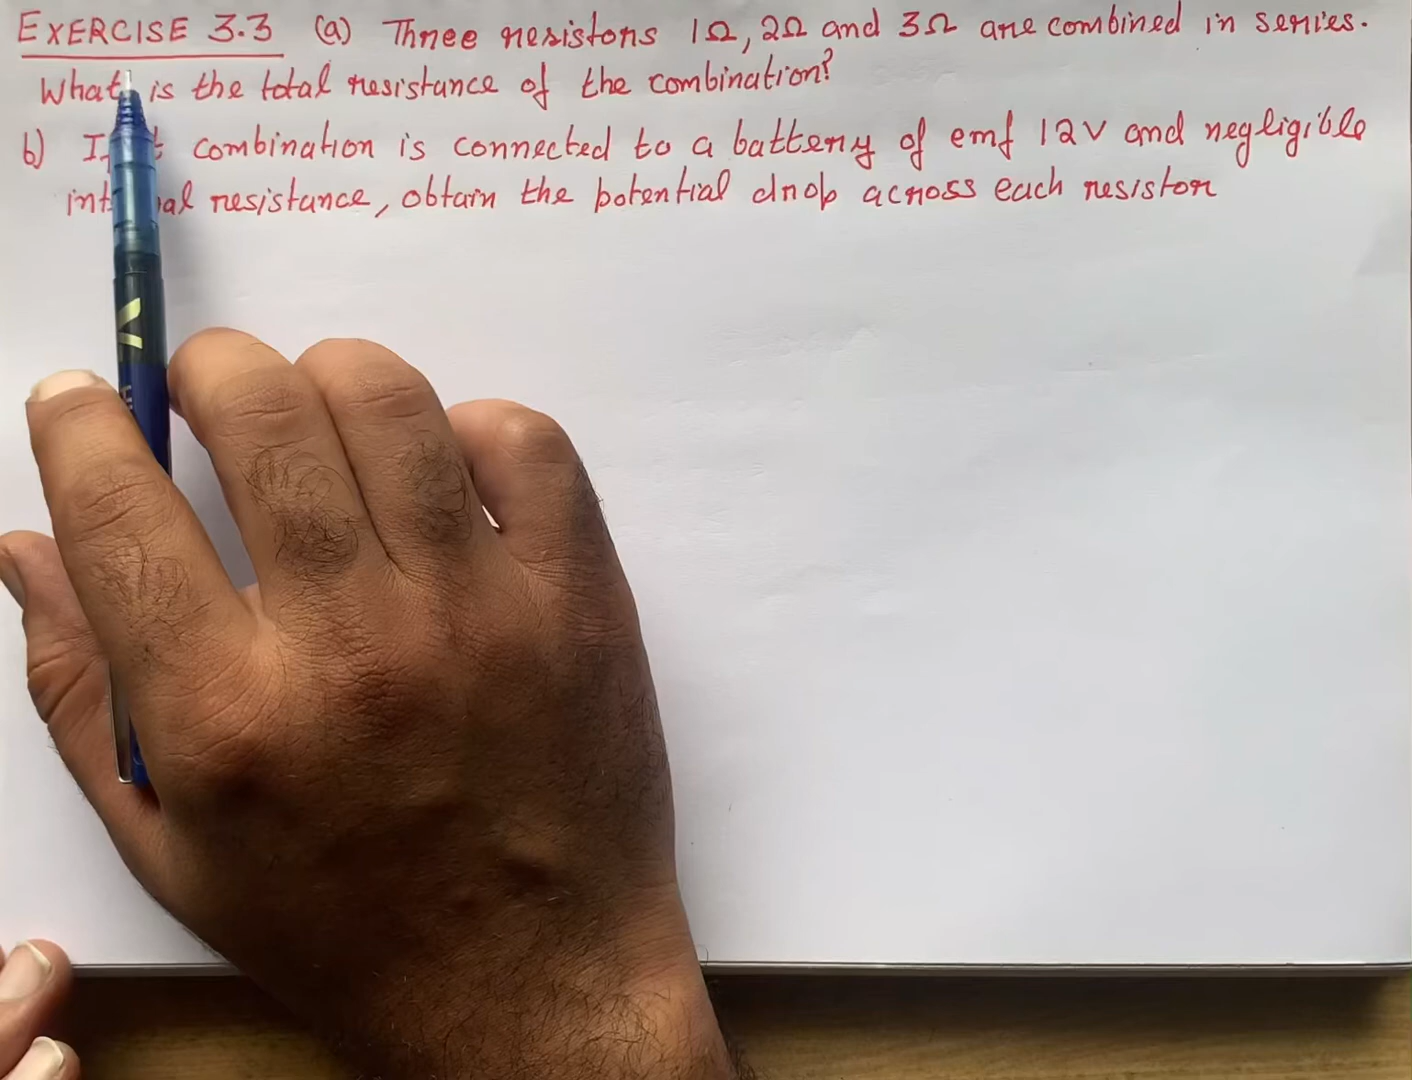 EXERCISE 3.3 (a) Three resistors 1Ω, 2Ω and 3Ω are combined in series.
What is the total resistance of the combination?
b) combination is connected to a battery of emf 12V and negligible
resistance, obtain the potential drop across each resistor
V